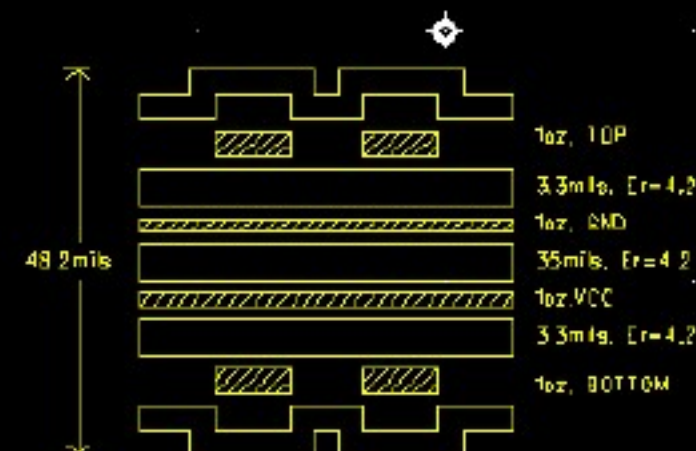 1oz, TOP
3.3mils, Er=4.2
1oz, GND
48.2mils
35mils, Er=4.2
1oz.VCC
3.3mils, Er=4.2
1oz, BOTTOM